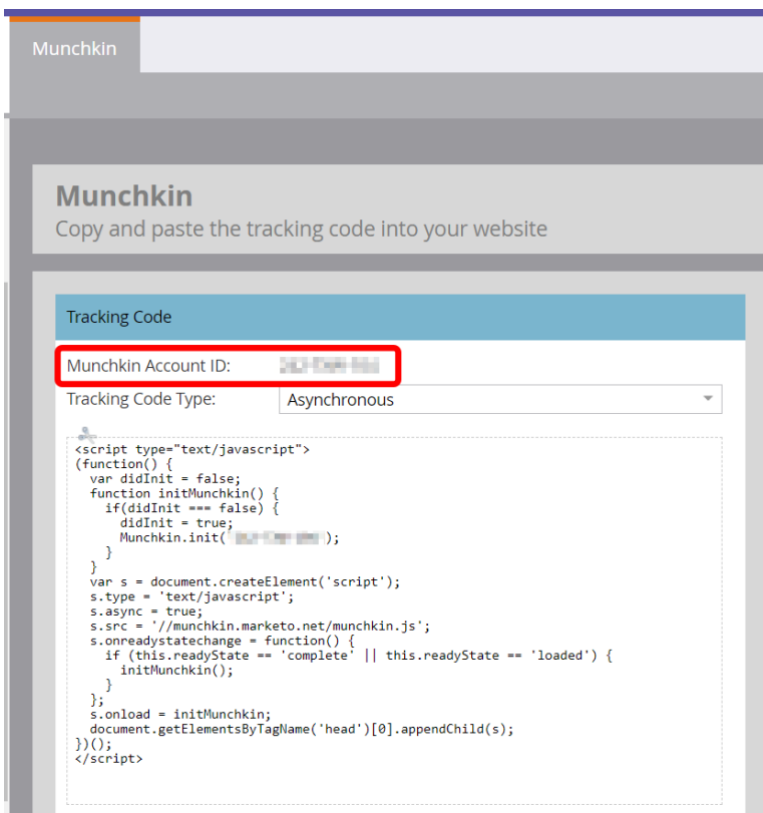 Munchkin
Munchkin
Copy and paste the tracking code into your website
Tracking Code
Munchkin Account ID:
Tracking Code Type: Asynchronous
<script type="text/javascript">
(function() {
  var didInit = false;
  function initMunchkin() {
    if(didInit === false) {
      didInit = true;
      Munchkin.init('');
    }
  }
  var s = document.createElement('script');
  s.type = 'text/javascript';
  s.async = true;
  s.src = '//munchkin.marketo.net/munchkin.js';
  s.onreadystatechange = function() {
    if (this.readyState == 'complete' || this.readyState == 'loaded') {
      initMunchkin();
    }
  };
  s.onload = initMunchkin;
  document.getElementsByTagName('head')[0].appendChild(s);
})();
</script>